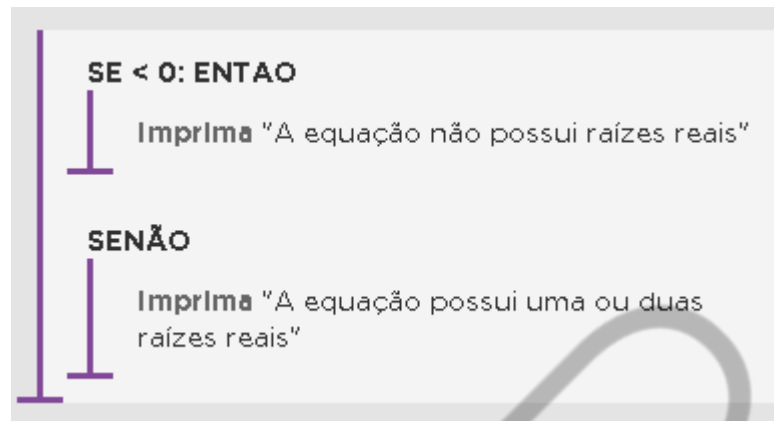 SE < 0: ENTAO
Imprima "A equação não possui raízes reais"
SENÃO
Imprima "A equação possui uma ou duas
raízes reais"